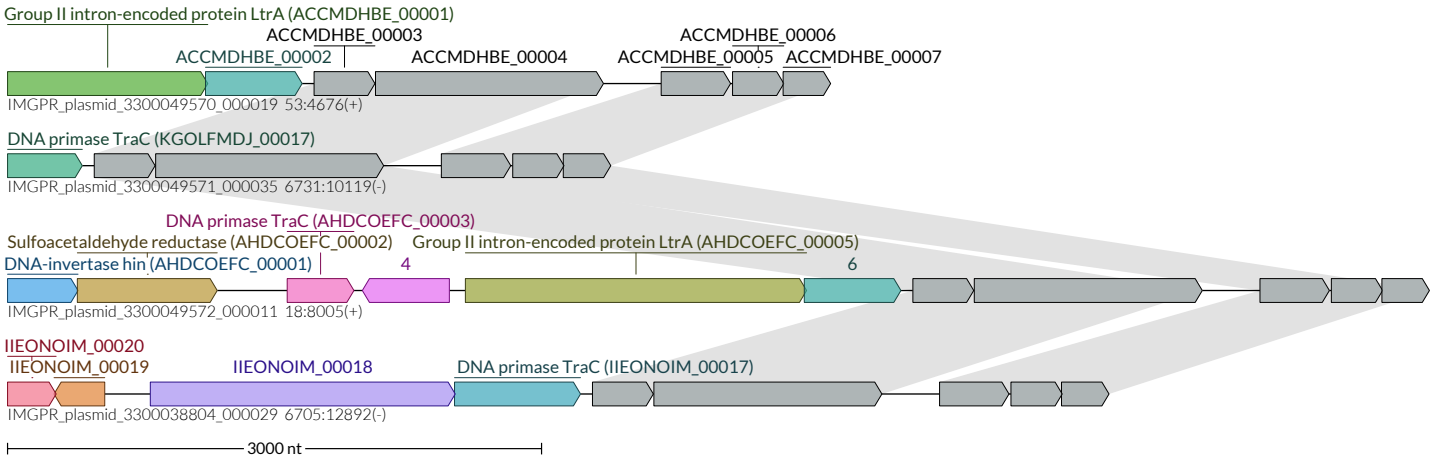 Group II intron-encoded protein LtrA (ACCMDHBE_00001)
ACCMDHBE_00003 ACCMDHBE_00006
ACCMDHBE_00002 ACCMDHBE_00004 ACCMDHBE_00005 ACCMDHBE_00007
IMGPR_plasmid_3300049570_000019 53:4676(+)
DNA primase TraC (KGOLFMDJ_00017)
IMGPR_plasmid_3300049571_000035 6731:10119(-)
DNA primase TraC (AHDCOEFC_00003)
Sulfoacetaldehyde reductase (AHDCOEFC_00002) Group II intron-encoded protein LtrA (AHDCOEFC_00005)
DNA-invertase hin (AHDCOEFC_00001) 4 6
IMGPR_plasmid_3300049572_000011 18:8005(+)
IIEONOIM_00020
IIEONOIM_00019 IIEONOIM_00018 DNA primase TraC (IIEONOIM_00017)
IMGPR_plasmid_3300038804_000029 6705:12892(-)
3000 nt